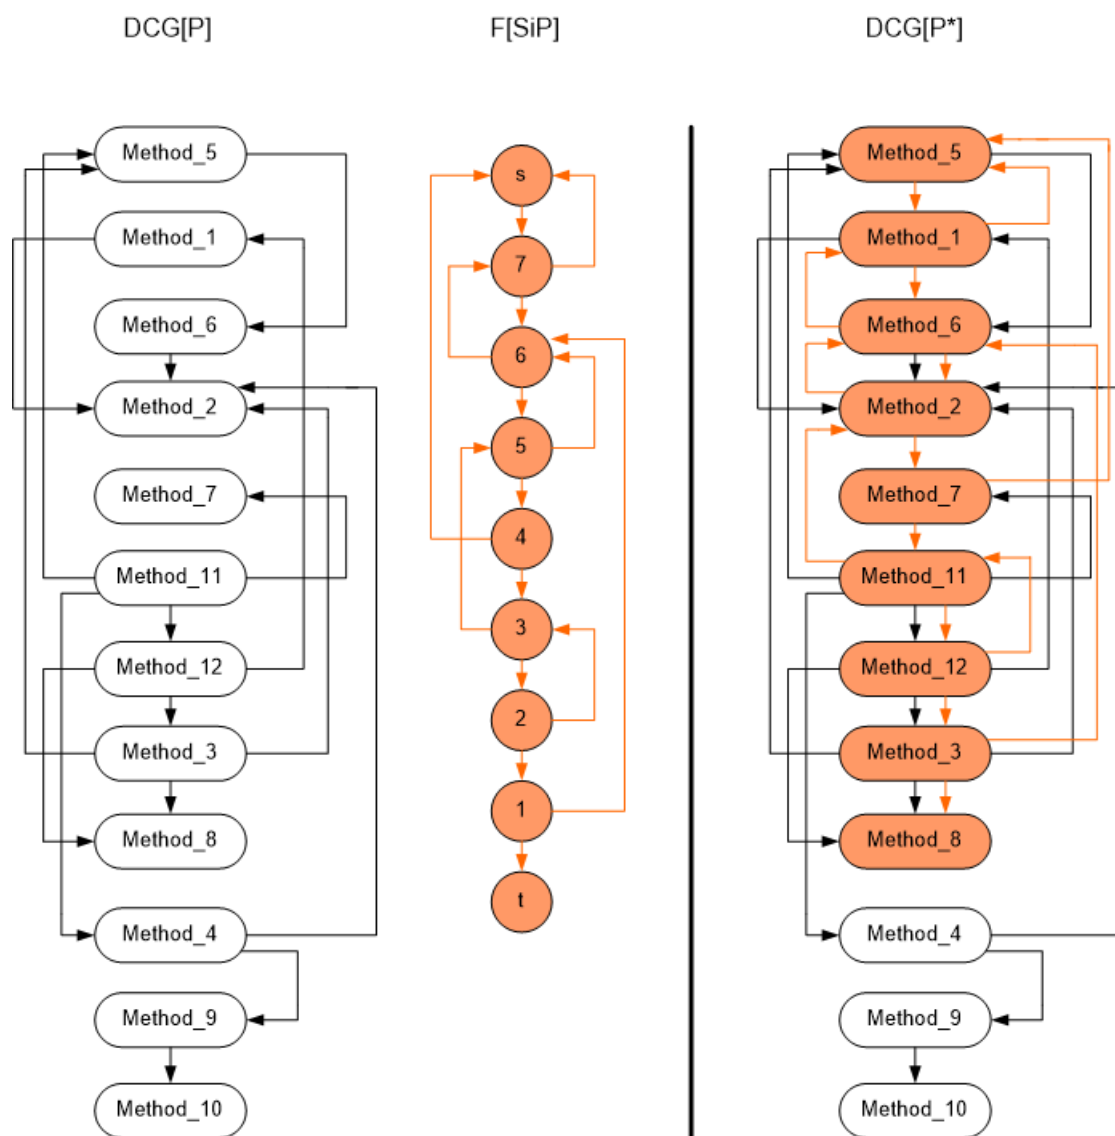 DCG[P]
F[SiP]
DCG[P*]
Method_5
Method_1
Method_6
Method_2
Method_7
Method_11
Method_12
Method_3
Method_8
Method_4
Method_9
Method_10
s
7
6
5
4
3
2
1
t
Method_5
Method_1
Method_6
Method_2
Method_7
Method_11
Method_12
Method_3
Method_8
Method_4
Method_9
Method_10